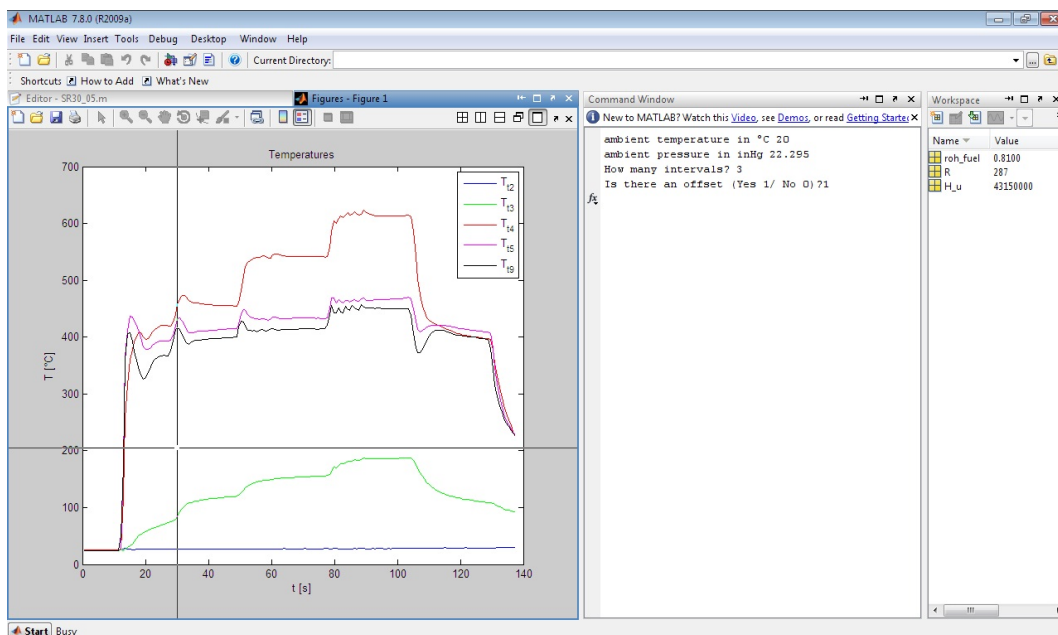 MATLAB 7.8.0 (R2009a)
File Edit View Insert Tools Debug Desktop Window Help
Current Directory:
Shortcuts How to Add What's New
Editor - SR30_05.m
Figures - Figure 1
Temperatures
700
600
500
400
300
200
100
0
T [°C]
0 20 40 60 80 100 120 140
t [s]
T_t2
T_t3
T_t4
T_t5
T_t9
Command Window
New to MATLAB? Watch this Video, see Demos, or read Getting Started
ambient temperature in °C 20
ambient pressure in inHg 22.295
How many intervals? 3
Is there an offset (Yes 1/ No 0)?1
fx
Workspace
Name Value
roh_fuel 0.8100
R 287
H_u 43150000
Start Busy